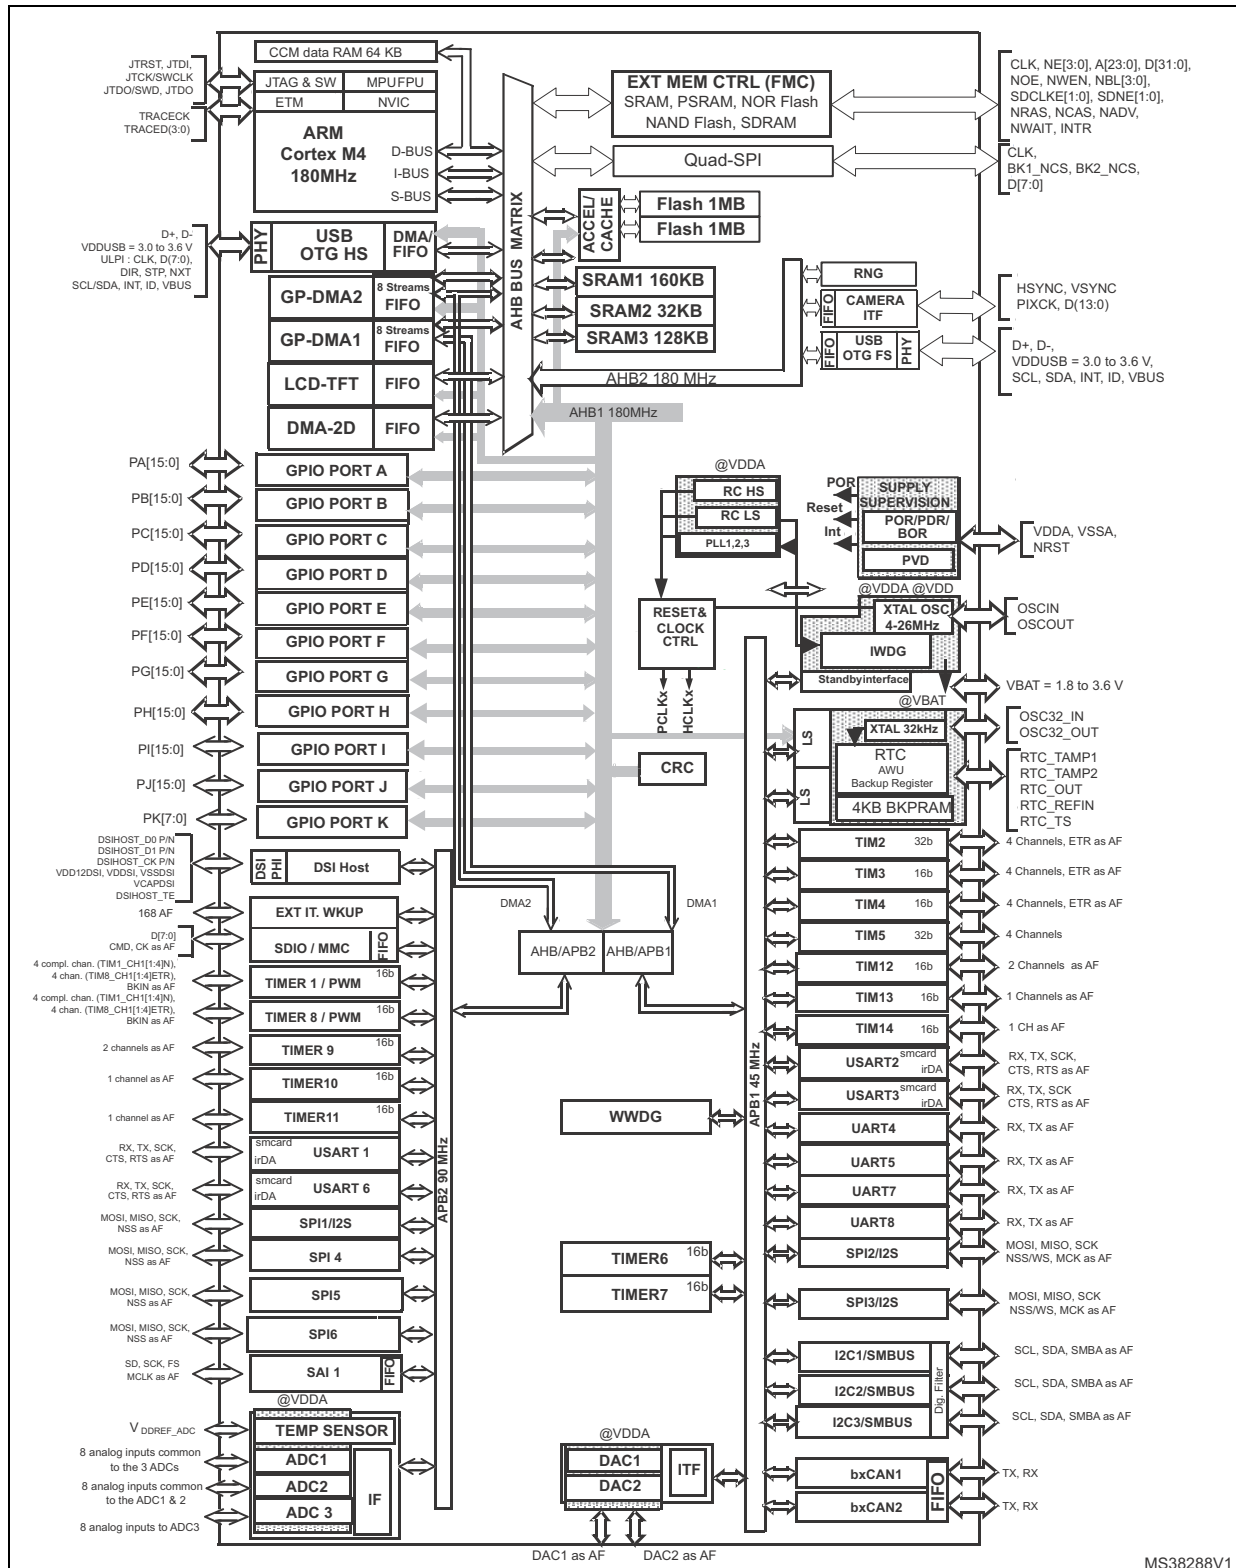 CCM data RAM 64 KB
JTRST, JTDI,
JTCK/SWCLK
JTDO/SWD, JTDO
TRACECK
TRACED(3:0)
JTAG & SW
MPU
FPU
ETM
NVIC
ARM
Cortex M4
180MHz
D-BUS
I-BUS
S-BUS
AHB BUS MATRIX
EXT MEM CTRL (FMC)
SRAM, PSRAM, NOR Flash
NAND Flash, SDRAM
CLK, NE[3:0], A[23:0], D[31:0],
NOE, NWEN, NBL[3:0],
SDCLKE[1:0], SDNE[1:0],
NRAS, NCAS, NADV,
NWAIT, INTR
Quad-SPI
CLK,
BK1_NCS, BK2_NCS,
D[7:0]
ACCEL/
CACHE
Flash 1MB
Flash 1MB
D+, D-
VDDUSB = 3.0 to 3.6 V
ULPI : CLK, D(7:0),
DIR, STP, NXT
SCL/SDA, INT, ID, VBUS
PHY
USB
OTG HS
DMA/
FIFO
GP-DMA2
8 Streams
FIFO
GP-DMA1
8 Streams
FIFO
LCD-TFT
FIFO
DMA-2D
FIFO
SRAM1 160KB
SRAM2 32KB
SRAM3 128KB
RNG
FIFO
CAMERA
ITF
HSYNC, VSYNC
PIXCK, D(13:0)
FIFO
USB
OTG FS
PHY
D+, D-,
VDDUSB = 3.0 to 3.6 V,
SCL, SDA, INT, ID, VBUS
AHB2 180 MHz
AHB1 180MHz
PA[15:0]
GPIO PORT A
PB[15:0]
GPIO PORT B
PC[15:0]
GPIO PORT C
PD[15:0]
GPIO PORT D
PE[15:0]
GPIO PORT E
PF[15:0]
GPIO PORT F
PG[15:0]
GPIO PORT G
PH[15:0]
GPIO PORT H
PI[15:0]
GPIO PORT I
PJ[15:0]
GPIO PORT J
PK[7:0]
GPIO PORT K
@VDDA
RC HS
RC LS
PLL1,2,3
POR
Reset
Int
SUPPLY
SUPERVISION
POR/PDR/
BOR
PVD
VDDA, VSSA,
NRST
@VDDA @VDD
RESET&
CLOCK
CTRL
PCLKx
HCLKx
XTAL OSC
4-26MHz
OSCIN
OSCOUT
IWDG
Standbyinterface
VBAT = 1.8 to 3.6 V
@VBAT
LS
LS
XTAL 32kHz
OSC32_IN
OSC32_OUT
RTC
AWU
Backup Register
4KB BKPRAM
RTC_TAMP1
RTC_TAMP2
RTC_OUT
RTC_REFIN
RTC_TS
CRC
DSIHOST_D0 P/N
DSIHOST_D1 P/N
DSIHOST_CK P/N
VDD12DSI, VDDSI, VSSDSI
VCAPDSI
DSIHOST_TE
DSI
PHI
DSI Host
168 AF
EXT IT. WKUP
D[7:0]
CMD, CK as AF
SDIO / MMC
FIFO
4 compl. chan. (TIM1_CH1[1:4]N),
4 chan. (TIM8_CH1[1:4]ETR),
BKIN as AF
TIMER 1 / PWM
16b
4 compl. chan. (TIM1_CH1[1:4]N),
4 chan. (TIM8_CH1[1:4]ETR),
BKIN as AF
TIMER 8 / PWM
16b
2 channels as AF
TIMER 9
16b
1 channel as AF
TIMER10
16b
1 channel as AF
TIMER11
16b
RX, TX, SCK,
CTS, RTS as AF
smcard
irDA
USART 1
RX, TX, SCK,
CTS, RTS as AF
smcard
irDA
USART 6
MOSI, MISO, SCK,
NSS as AF
SPI1/I2S
MOSI, MISO, SCK,
NSS as AF
SPI 4
MOSI, MISO, SCK,
NSS as AF
SPI5
MOSI, MISO, SCK,
NSS as AF
SPI6
SD, SCK, FS
MCLK as AF
SAI 1
FIFO
@VDDA
VDDREF_ADC
TEMP SENSOR
8 analog inputs common
to the 3 ADCs
ADC1
8 analog inputs common
to the ADC1 & 2
ADC2
8 analog inputs to ADC3
ADC 3
IF
APB2 90 MHz
DMA2
DMA1
AHB/APB2
AHB/APB1
WWDG
TIMER6
16b
TIMER7
16b
@VDDA
DAC1
DAC2
ITF
DAC1 as AF
DAC2 as AF
APB1 45 MHz
TIM2
32b
4 Channels, ETR as AF
TIM3
16b
4 Channels, ETR as AF
TIM4
16b
4 Channels, ETR as AF
TIM5
32b
4 Channels
TIM12
16b
2 Channels as AF
TIM13
16b
1 Channels as AF
TIM14
16b
1 CH as AF
USART2
smcard
irDA
RX, TX, SCK,
CTS, RTS as AF
USART3
smcard
irDA
RX, TX, SCK
CTS, RTS as AF
UART4
RX, TX as AF
UART5
RX, TX as AF
UART7
RX, TX as AF
UART8
RX, TX as AF
SPI2/I2S
MOSI, MISO, SCK
NSS/WS, MCK as AF
SPI3/I2S
MOSI, MISO, SCK
NSS/WS, MCK as AF
I2C1/SMBUS
SCL, SDA, SMBA as AF
I2C2/SMBUS
SCL, SDA, SMBA as AF
I2C3/SMBUS
SCL, SDA, SMBA as AF
Dig. Filter
bxCAN1
TX, RX
bxCAN2
TX, RX
FIFO
MS38288V1